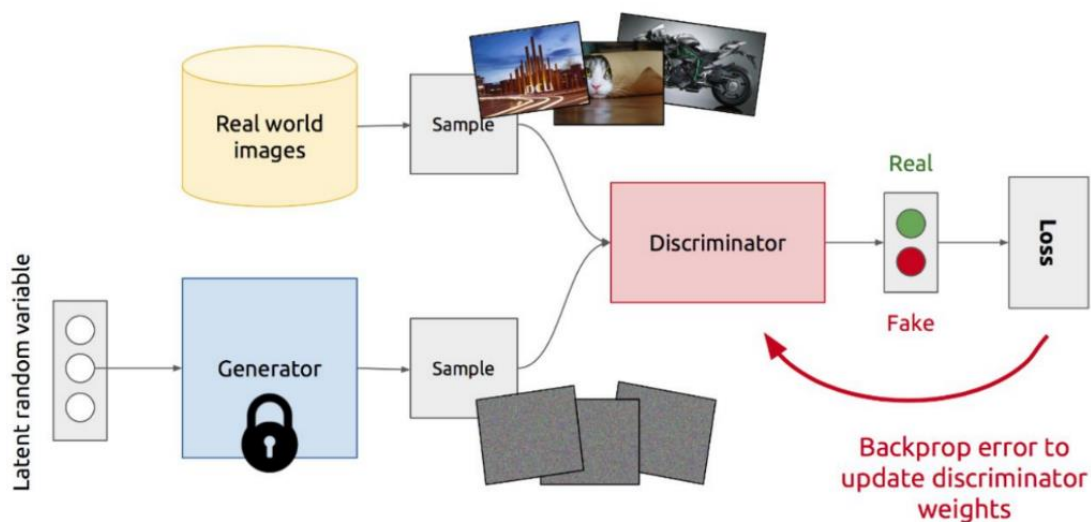 Real world
images
Sample
DCU
Real
Discriminator
Loss
Fake
Latent random variable
Generator
Sample
Backprop error to
update discriminator
weights